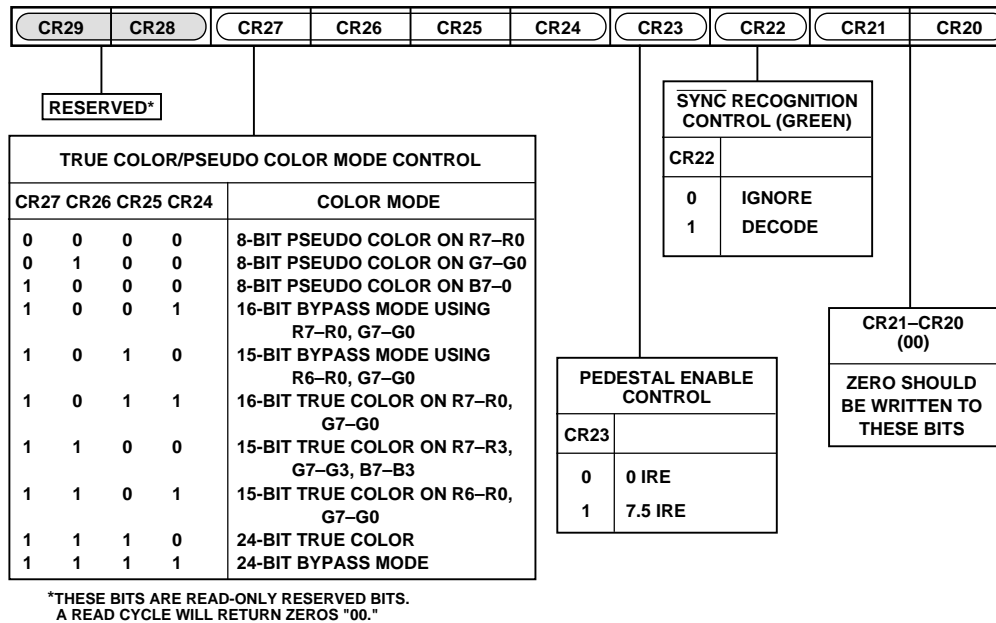 CR29 CR28 CR27 CR26 CR25 CR24 CR23 CR22 CR21 CR20
RESERVED*
TRUE COLOR/PSEUDO COLOR MODE CONTROL
CR27 CR26 CR25 CR24 COLOR MODE
0 0 0 0 8-BIT PSEUDO COLOR ON R7–R0
0 1 0 0 8-BIT PSEUDO COLOR ON G7–G0
1 0 0 0 8-BIT PSEUDO COLOR ON B7–0
1 0 0 1 16-BIT BYPASS MODE USING
R7–R0, G7–G0
1 0 1 0 15-BIT BYPASS MODE USING
R6–R0, G7–G0
1 0 1 1 16-BIT TRUE COLOR ON R7–R0,
G7–G0
1 1 0 0 15-BIT TRUE COLOR ON R7–R3,
G7–G3, B7–B3
1 1 0 1 15-BIT TRUE COLOR ON R6–R0,
G7–G0
1 1 1 0 24-BIT TRUE COLOR
1 1 1 1 24-BIT BYPASS MODE
*THESE BITS ARE READ-ONLY RESERVED BITS.
A READ CYCLE WILL RETURN ZEROS "00."
PEDESTAL ENABLE
CONTROL
CR23
0 0 IRE
1 7.5 IRE
SYNC RECOGNITION
CONTROL (GREEN)
CR22
0 IGNORE
1 DECODE
CR21–CR20
(00)
ZERO SHOULD
BE WRITTEN TO
THESE BITS